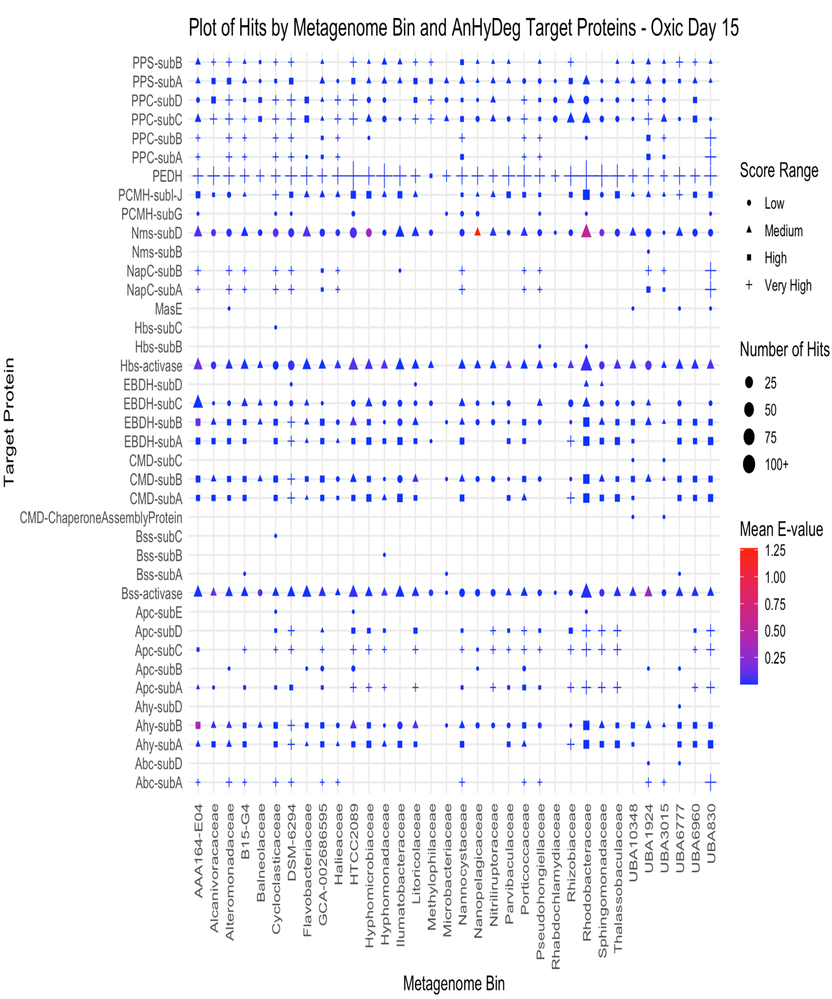 Plot of Hits by Metagenome Bin and AnHyDeg Target Proteins - Oxic Day 15
Target Protein
PPS-subB
PPS-subA
PPC-subD
PPC-subC
PPC-subB
PPC-subA
PEDH
PCMH-subI-J
PCMH-subG
Nms-subD
Nms-subB
NapC-subB
NapC-subA
MasE
Hbs-subC
Hbs-subB
Hbs-activase
EBDH-subD
EBDH-subC
EBDH-subB
EBDH-subA
CMD-subC
CMD-subB
CMD-subA
CMD-ChaperoneAssemblyProtein
Bss-subC
Bss-subB
Bss-subA
Bss-activase
Apc-subE
Apc-subD
Apc-subC
Apc-subB
Apc-subA
Ahy-subD
Ahy-subB
Ahy-subA
Abc-subD
Abc-subA
AAA164-E04
Alcanivoracaceae
Alteromonadaceae
B15-G4
Balneolaceae
Cycloclasticaceae
DSM-6294
Flavobacteriaceae
GCA-002686595
Halieaceae
HTCC2089
Hyphomicrobiaceae
Hyphomonadaceae
Ilumatobacteraceae
Litoricolaceae
Methylophilaceae
Microbacteriaceae
Nannocystaceae
Nanopelagicaceae
Nitriliruptoraceae
Parvibaculaceae
Porticoccaceae
Pseudohongiellaceae
Rhabdochlamydiaceae
Rhizobiaceae
Rhodobacteraceae
Sphingomonadaceae
Thalassobaculaceae
UBA10348
UBA1924
UBA3015
UBA6777
UBA6960
UBA830
Metagenome Bin
Score Range
Low
Medium
High
Very High
Number of Hits
25
50
75
100+
Mean E-value
1.25
1.00
0.75
0.50
0.25